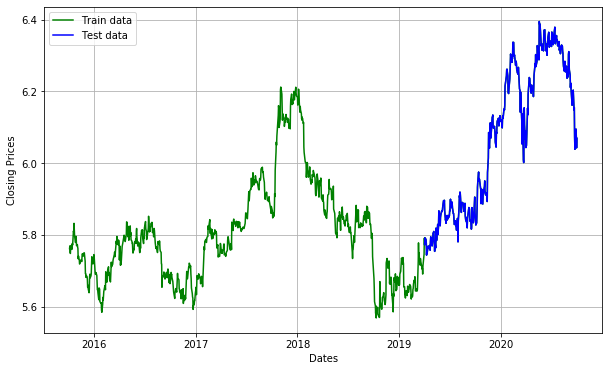 Train data
Test data
6.4
6.2
6.0
5.8
5.6
Closing Prices
2016
2017
2018
2019
2020
Dates